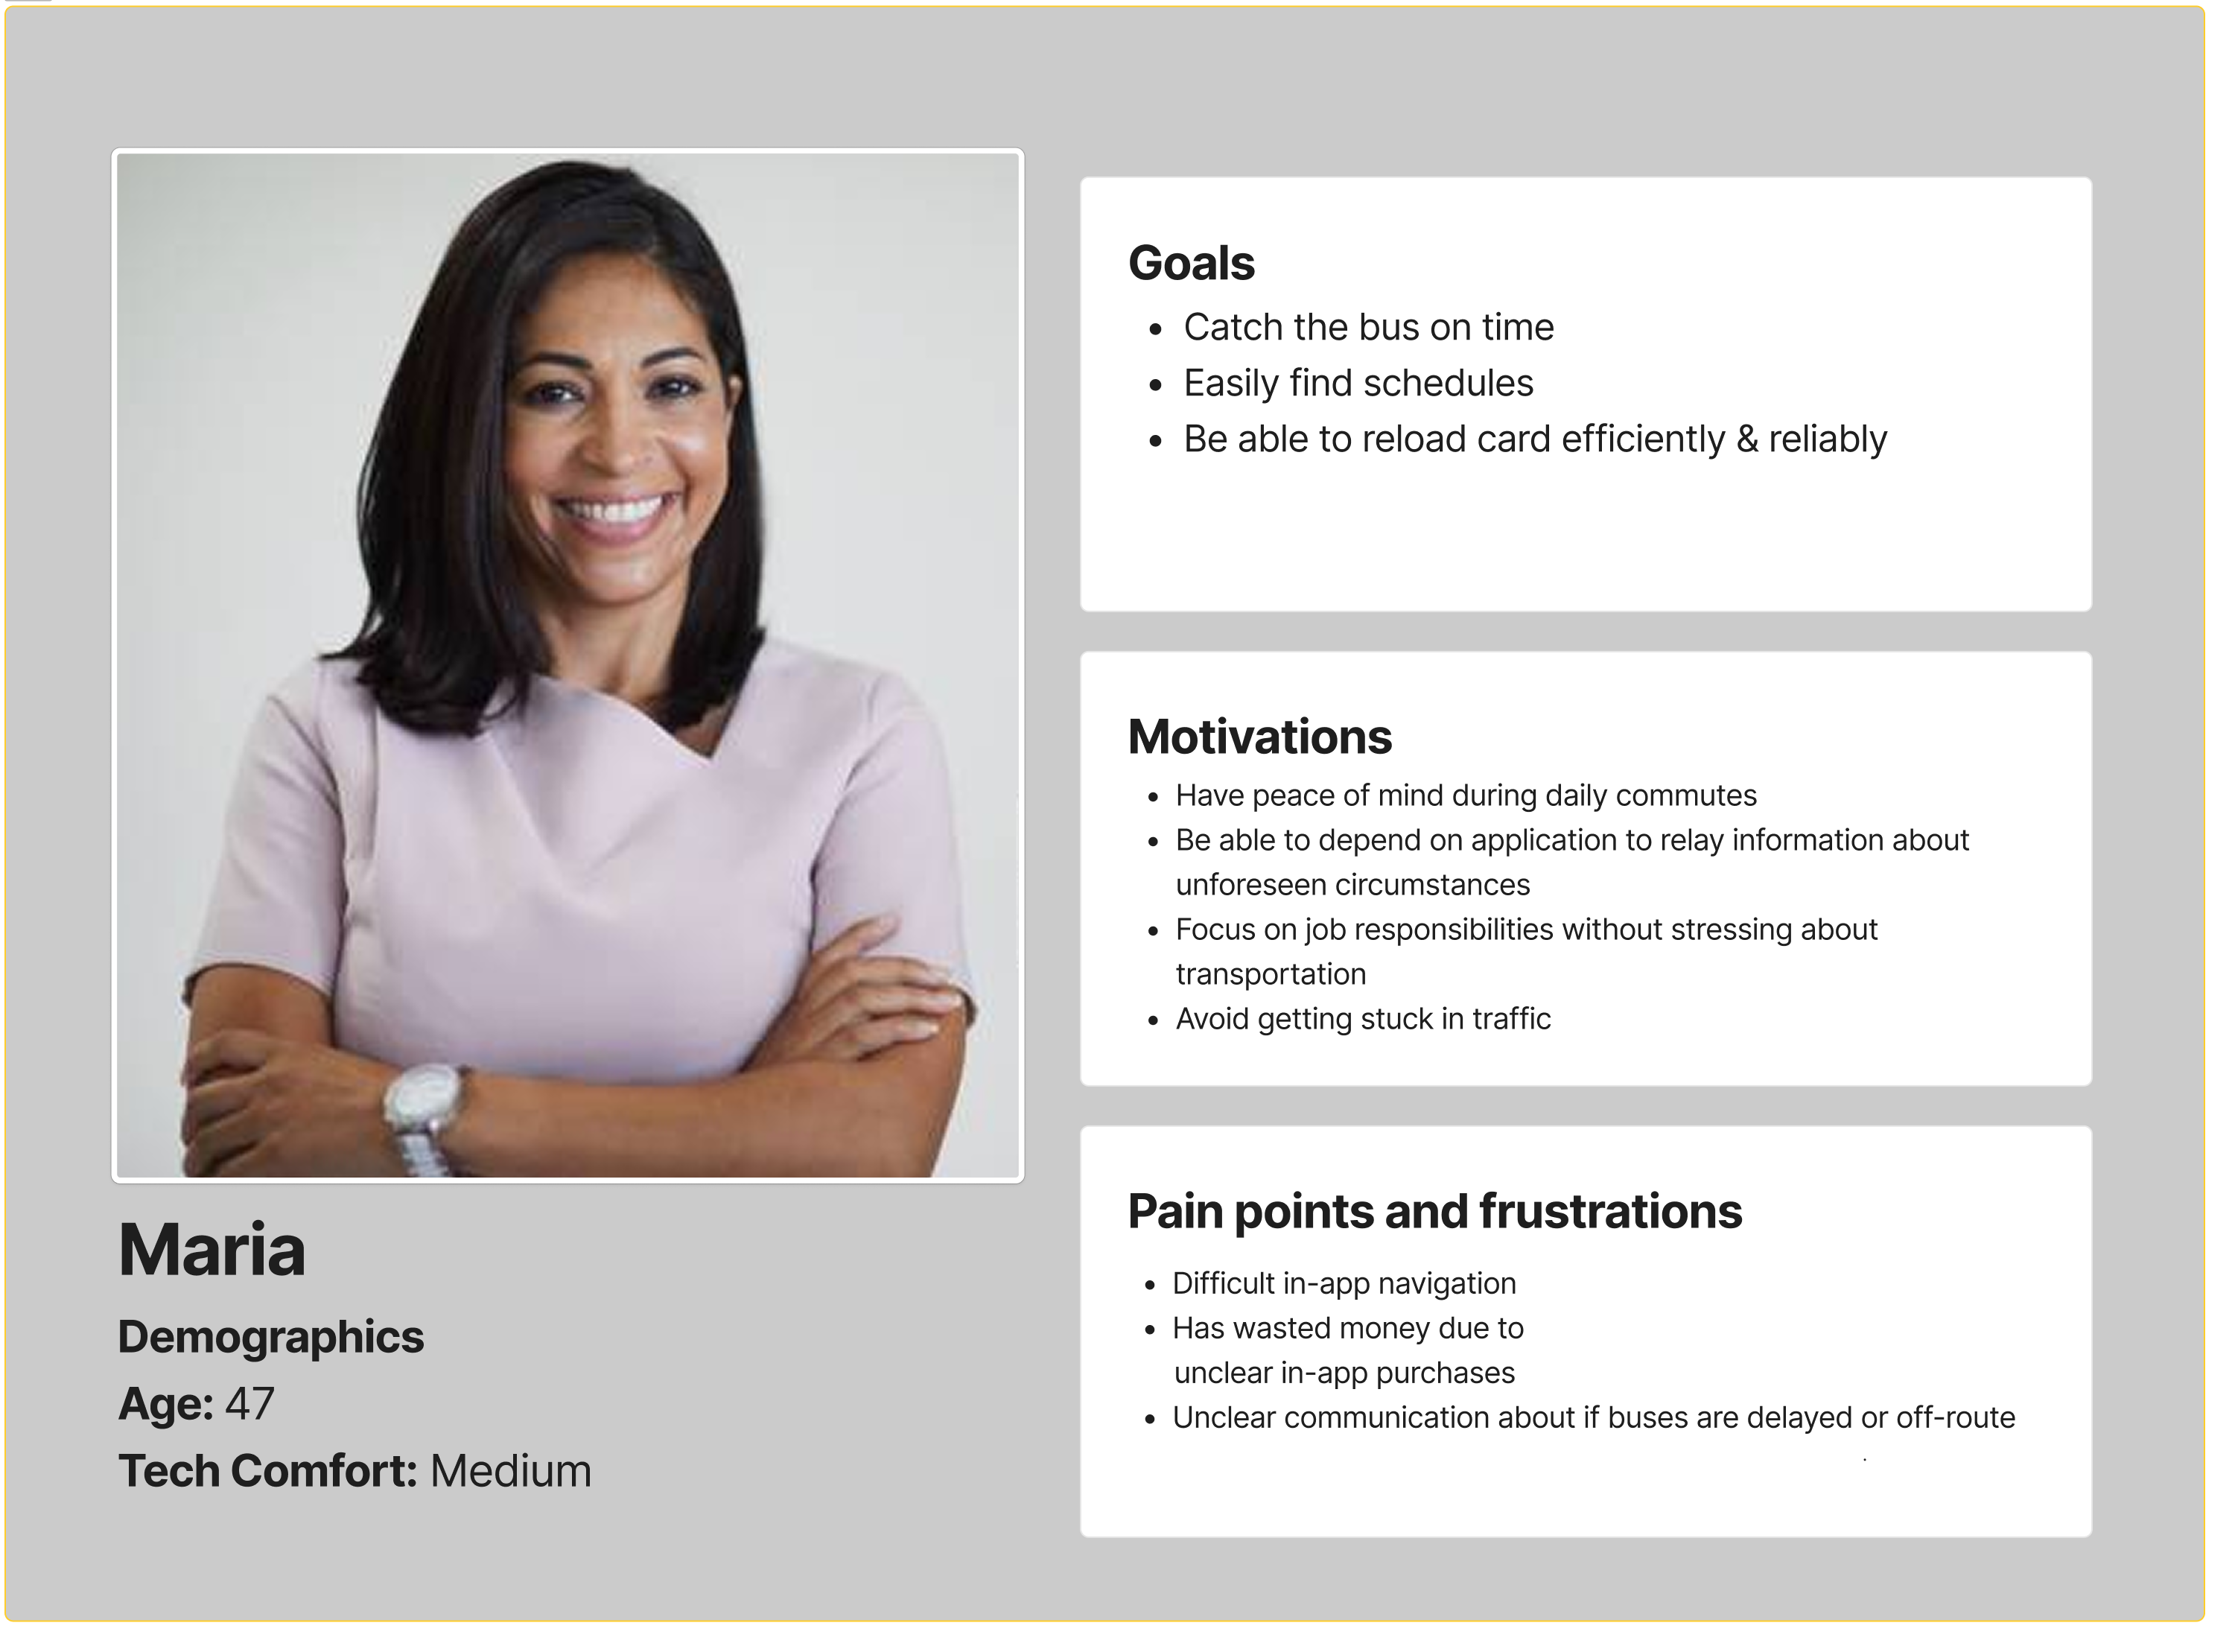 Maria
Demographics
Age: 47
Tech Comfort: Medium
Goals
• Catch the bus on time
• Easily find schedules
• Be able to reload card efficiently & reliably
Motivations
• Have peace of mind during daily commutes
• Be able to depend on application to relay information about
unforeseen circumstances
• Focus on job responsibilities without stressing about
transportation
• Avoid getting stuck in traffic
Pain points and frustrations
• Difficult in-app navigation
• Has wasted money due to
unclear in-app purchases
• Unclear communication about if buses are delayed or off-route
.